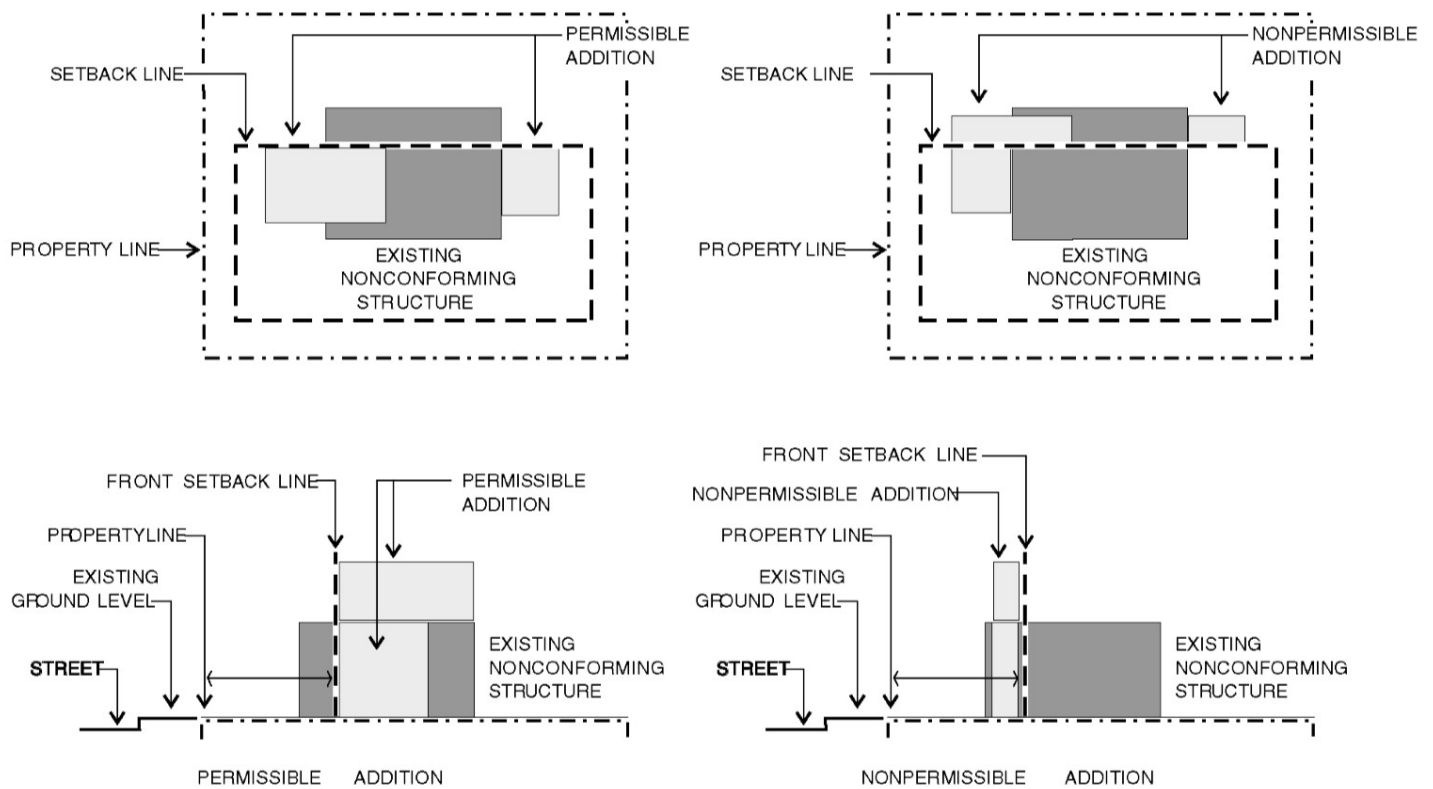 PERMISSIBLE
ADDITION
SETBACK LINE
PROPERTY LINE
EXISTING
NONCONFORMING
STRUCTURE
NONPERMISSIBLE
ADDITION
SETBACK LINE
PROPERTY LINE
EXISTING
NONCONFORMING
STRUCTURE
FRONT SETBACK LINE
PERMISSIBLE
ADDITION
PROPERTYLINE
EXISTING
GROUND LEVEL
STREET
EXISTING
NONCONFORMING
STRUCTURE
PERMISSIBLE ADDITION
FRONT SETBACK LINE
NONPERMISSIBLE ADDITION
PROPERTY LINE
EXISTING
GROUND LEVEL
STREET
EXISTING
NONCONFORMING
STRUCTURE
NONPERMISSIBLE ADDITION